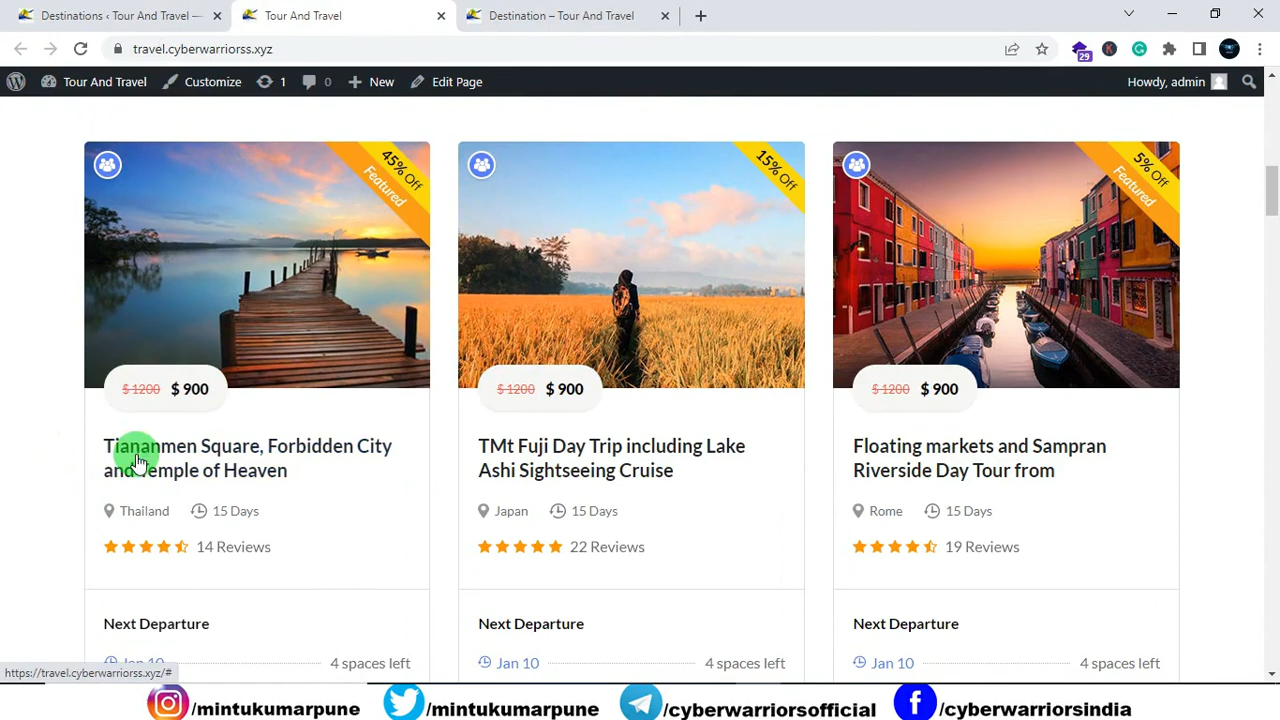 Destinations ‹ Tour And Travel —
Tour And Travel
Destination – Tour And Travel
travel.cyberwarriorss.xyz
29
K
Tour And Travel
Customize
1
0
New
Edit Page
Howdy, admin
45% Off
Featured
15% Off
5% Off
Featured
$ 1200 $ 900
$ 1200 $ 900
$ 1200 $ 900
Tiananmen Square, Forbidden City
and Temple of Heaven
TMt Fuji Day Trip including Lake
Ashi Sightseeing Cruise
Floating markets and Sampran
Riverside Day Tour from
Thailand 15 Days
Japan 15 Days
Rome 15 Days
14 Reviews
22 Reviews
19 Reviews
Next Departure
Next Departure
Next Departure
Jan 10 4 spaces left
Jan 10 4 spaces left
Jan 10 4 spaces left
https://travel.cyberwarriorss.xyz/#
/mintukumarpune
/mintukumarpune
/cyberwarriorsofficial
/cyberwarriorsindia